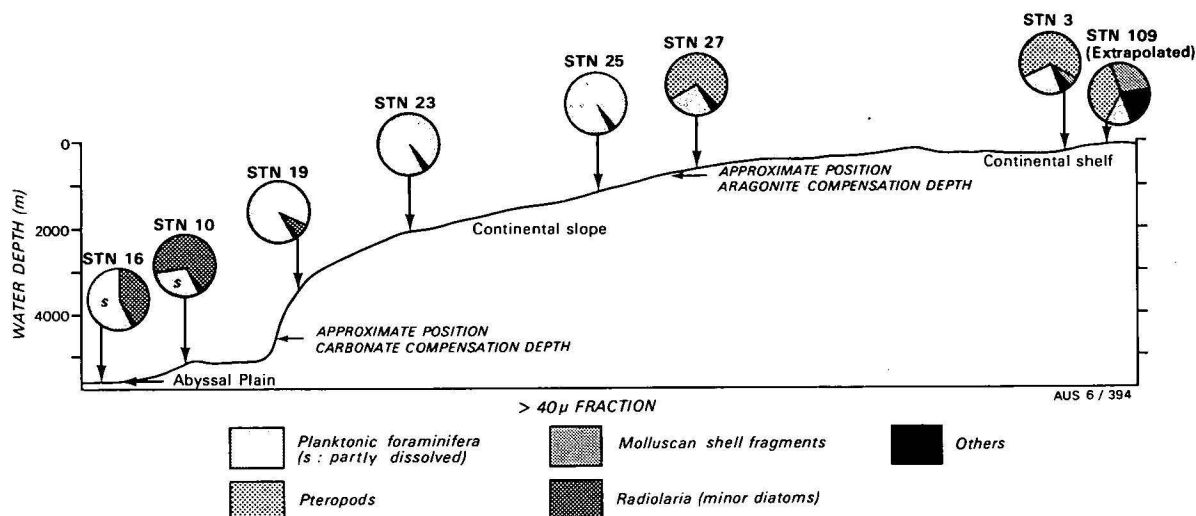 STN 3
STN 109
(Extrapolated)
STN 27
STN 25
STN 23
STN 19
STN 10
STN 16
s
s
WATER DEPTH (m)
0
2000
4000
APPROXIMATE POSITION
ARAGONITE COMPENSATION DEPTH
Continental shelf
Continental slope
APPROXIMATE POSITION
CARBONATE COMPENSATION DEPTH
Abyssal Plain
> 40μ FRACTION
AUS 6 / 394
Planktonic foraminifera
(s : partly dissolved)
Molluscan shell fragments
Others
Pteropods
Radiolaria (minor diatoms)